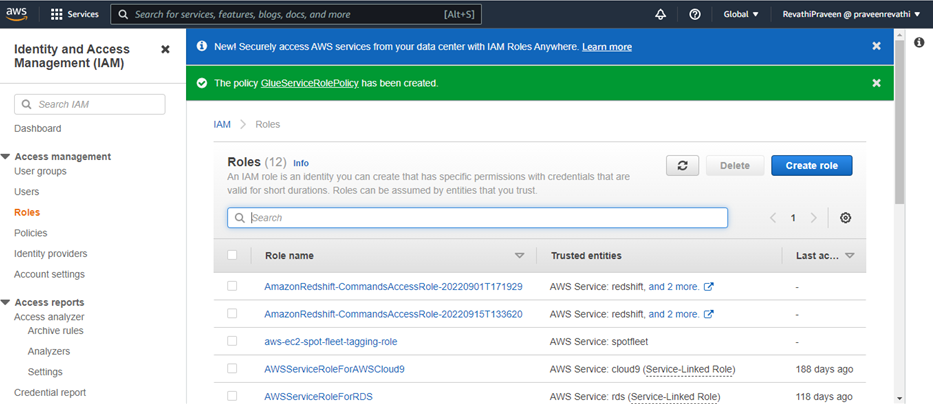 aws
Services
Search for services, features, blogs, docs, and more
[Alt+S]
Global
RevathiPraveen @ praveenrevathi
Identity and Access
Management (IAM)
Search IAM
Dashboard
Access management
User groups
Users
Roles
Policies
Identity providers
Account settings
Access reports
Access analyzer
Archive rules
Analyzers
Settings
Credential report
New! Securely access AWS services from your data center with IAM Roles Anywhere. Learn more
The policy GlueServiceRolePolicy has been created.
IAM > Roles
Roles (12) Info
An IAM role is an identity you can create that has specific permissions with credentials that are
valid for short durations. Roles can be assumed by entities that you trust.
Delete
Create role
Search
1
Role name Trusted entities Last ac...
AmazonRedshift-CommandsAccessRole-20220901T171929 AWS Service: redshift, and 2 more. -
AmazonRedshift-CommandsAccessRole-20220915T133620 AWS Service: redshift, and 2 more. -
aws-ec2-spot-fleet-tagging-role AWS Service: spotfleet -
AWSServiceRoleForAWSCloud9 AWS Service: cloud9 (Service-Linked Role) 188 days ago
AWSServiceRoleForRDS AWS Service: rds (Service-Linked Role) 118 days ago